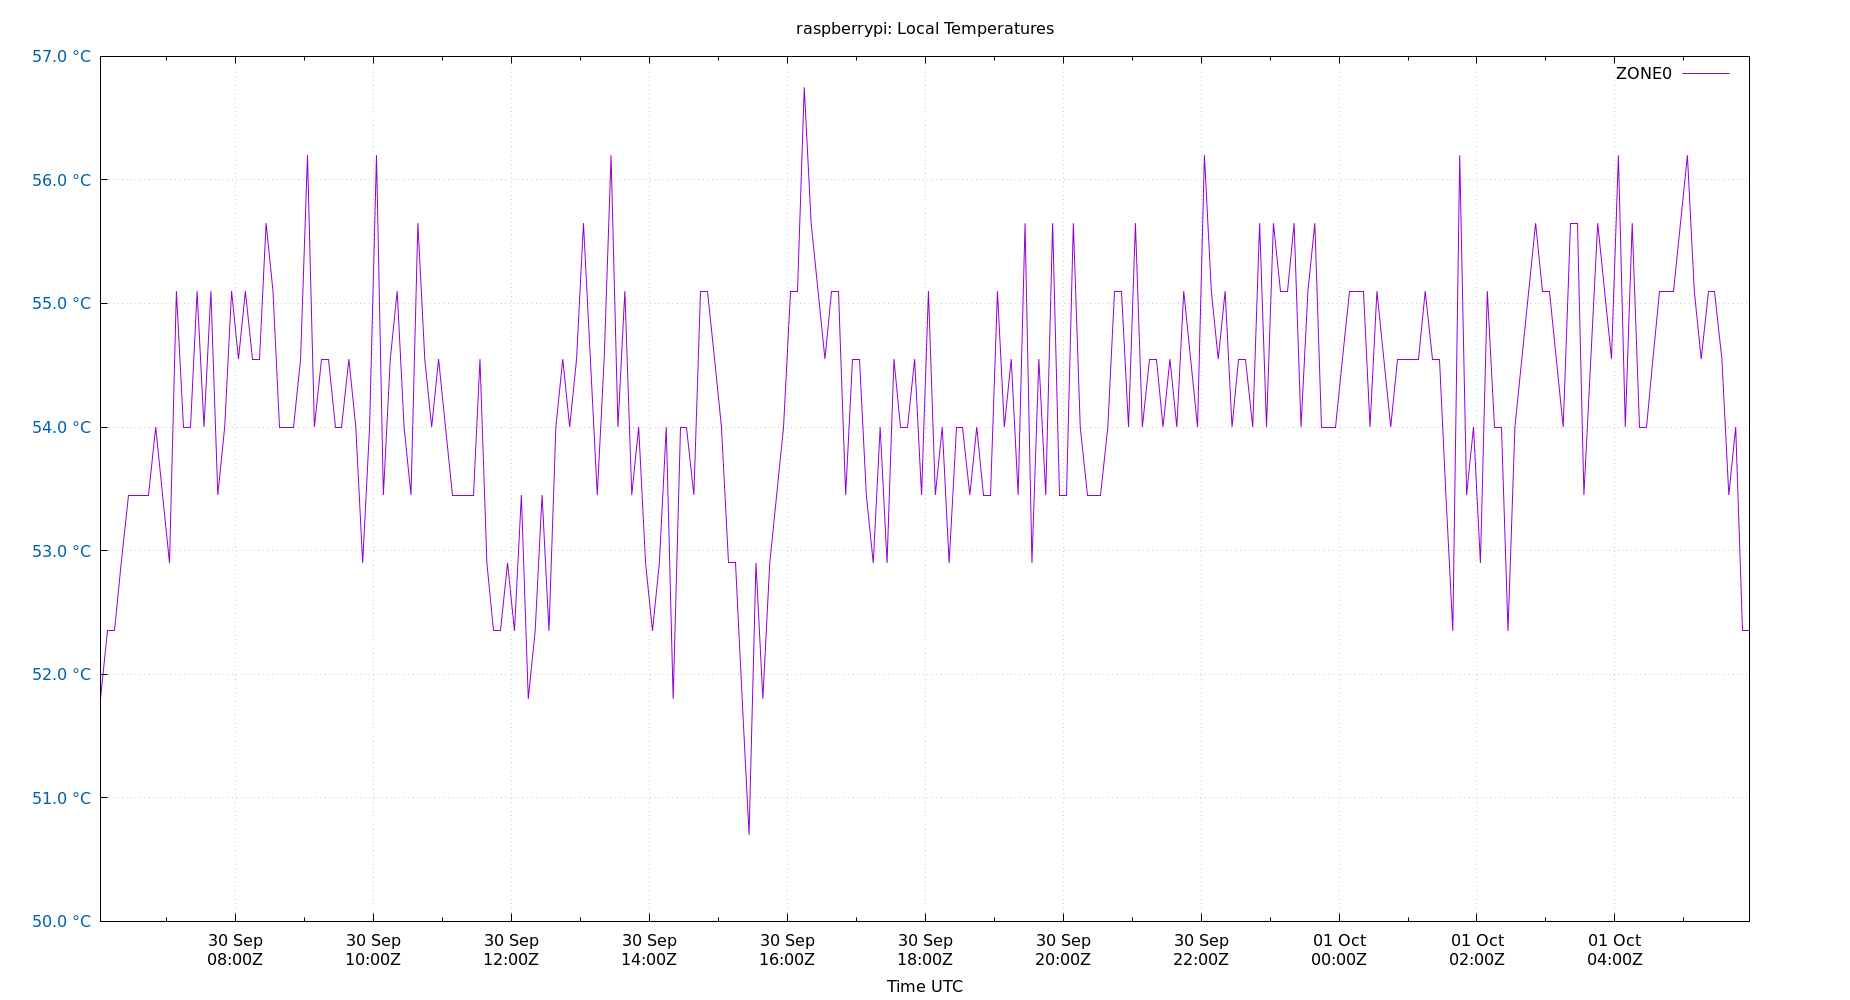 raspberrypi: Local Temperatures
ZONE0
57.0 °C
56.0 °C
55.0 °C
54.0 °C
53.0 °C
52.0 °C
51.0 °C
50.0 °C
30 Sep 30 Sep 30 Sep 30 Sep 30 Sep 30 Sep 30 Sep 30 Sep 01 Oct 01 Oct 01 Oct
08:00Z 10:00Z 12:00Z 14:00Z 16:00Z 18:00Z 20:00Z 22:00Z 00:00Z 02:00Z 04:00Z
Time UTC